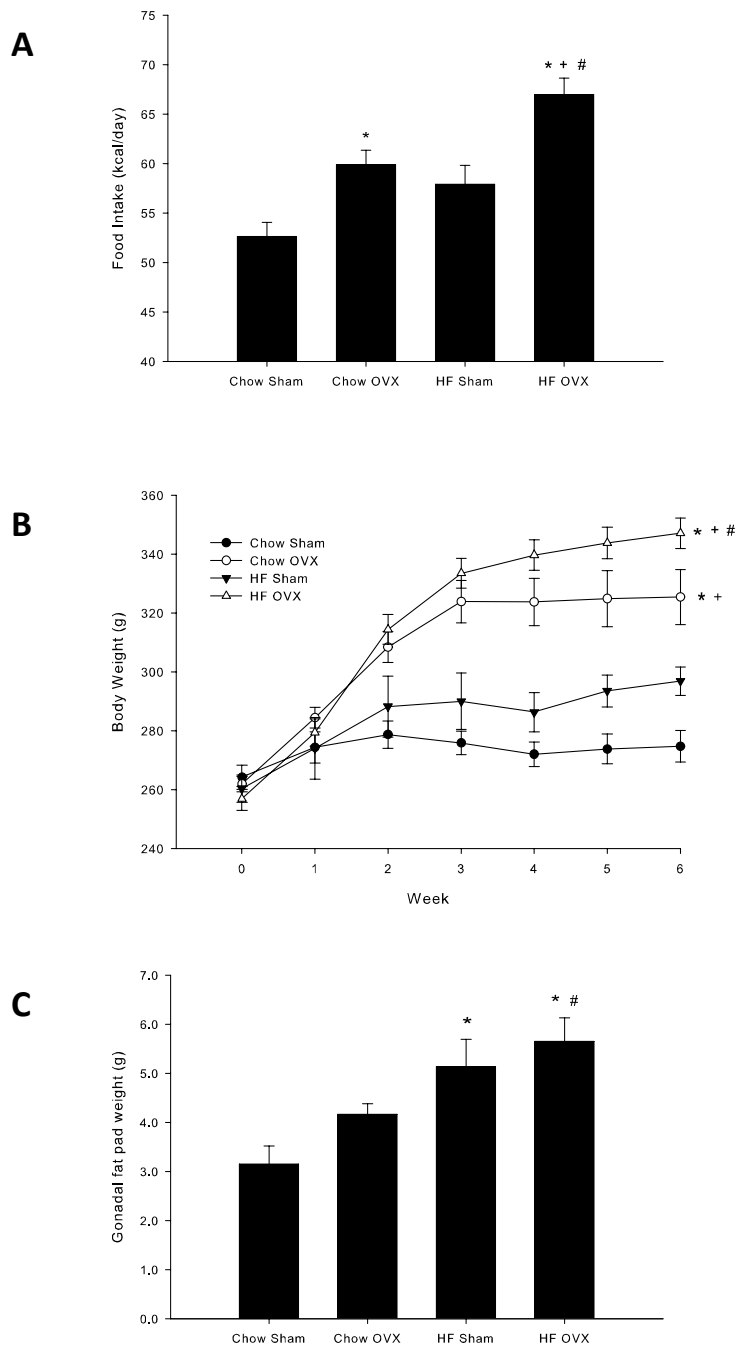 A
Food Intake (kcal/day)
75
70
65
60
55
50
45
40
*
* + #
Chow Sham Chow OVX HF Sham HF OVX
B
Body Weight (g)
360
340
320
300
280
260
240
Chow Sham
Chow OVX
HF Sham
HF OVX
* + #
* +
0 1 2 3 4 5 6
Week
C
Gonadal fat pad weight (g)
7.0
6.0
5.0
4.0
3.0
2.0
1.0
0.0
*
* #
Chow Sham Chow OVX HF Sham HF OVX